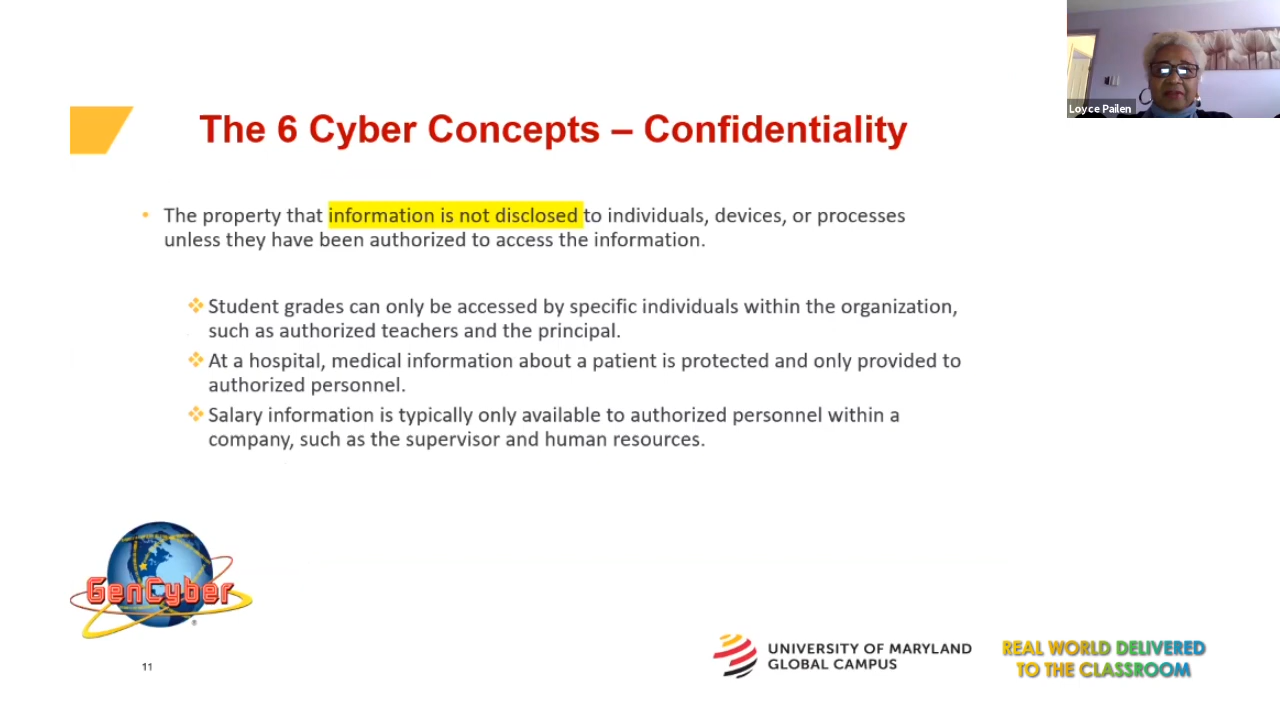 Loyce Pailen
The 6 Cyber Concepts – Confidentiality
• The property that information is not disclosed to individuals, devices, or processes
unless they have been authorized to access the information.
❖ Student grades can only be accessed by specific individuals within the organization,
such as authorized teachers and the principal.
❖ At a hospital, medical information about a patient is protected and only provided to
authorized personnel.
❖ Salary information is typically only available to authorized personnel within a
company, such as the supervisor and human resources.
GenCyber
®
11
UNIVERSITY OF MARYLAND
GLOBAL CAMPUS
REAL WORLD DELIVERED
TO THE CLASSROOM